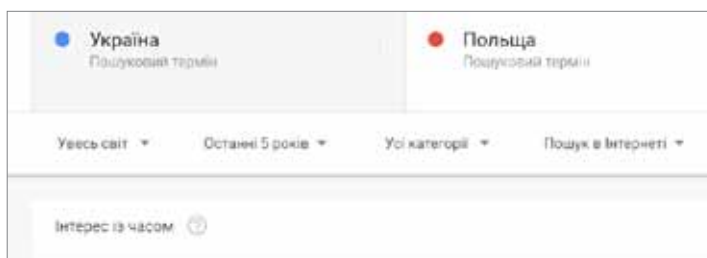 Україна
Пошуковий термін
Польща
Пошуковий термін
Увесь світ
Останні 5 років
Усі категорії
Пошук в Інтернеті
Інтерес із часом